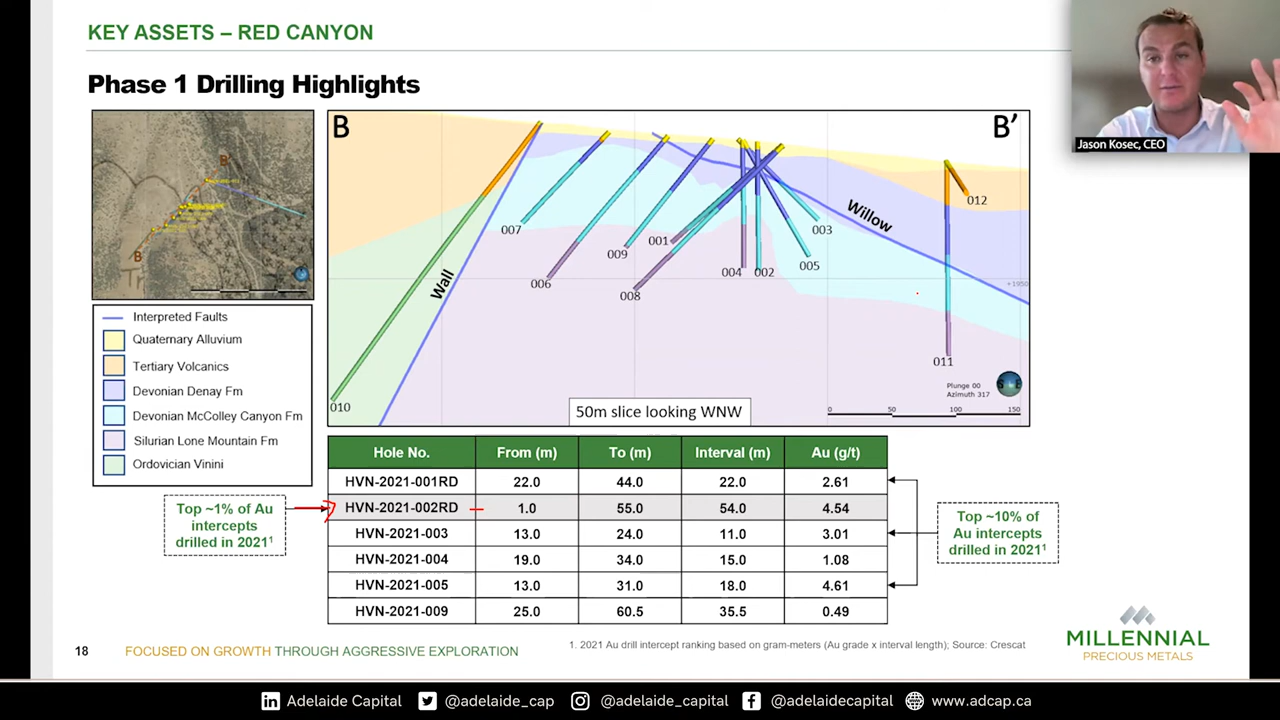 KEY ASSETS – RED CANYON
Phase 1 Drilling Highlights
Jason Kosec, CEO
B'
B
B
B'
Wall
Willow
007
006
009
001
008
004
002
005
003
012
011
010
+1950
Plunge 00
Azimuth 317
0 50 100 150
50m slice looking WNW
Interpreted Faults
Quaternary Alluvium
Tertiary Volcanics
Devonian Denay Fm
Devonian McColley Canyon Fm
Silurian Lone Mountain Fm
Ordovician Vinini
Hole No. From (m) To (m) Interval (m) Au (g/t)
HVN-2021-001RD 22.0 44.0 22.0 2.61
HVN-2021-002RD 1.0 55.0 54.0 4.54
HVN-2021-003 13.0 24.0 11.0 3.01
HVN-2021-004 19.0 34.0 15.0 1.08
HVN-2021-005 13.0 31.0 18.0 4.61
HVN-2021-009 25.0 60.5 35.5 0.49
Top ~1% of Au
intercepts
drilled in 2021¹
Top ~10% of
Au intercepts
drilled in 2021¹
18 FOCUSED ON GROWTH THROUGH AGGRESSIVE EXPLORATION
1. 2021 Au drill intercept ranking based on gram-meters (Au grade x interval length); Source: Crescat
MILLENNIAL
PRECIOUS METALS
Adelaide Capital @adelaide_cap @adelaide_capital @adelaidecapital www.adcap.ca